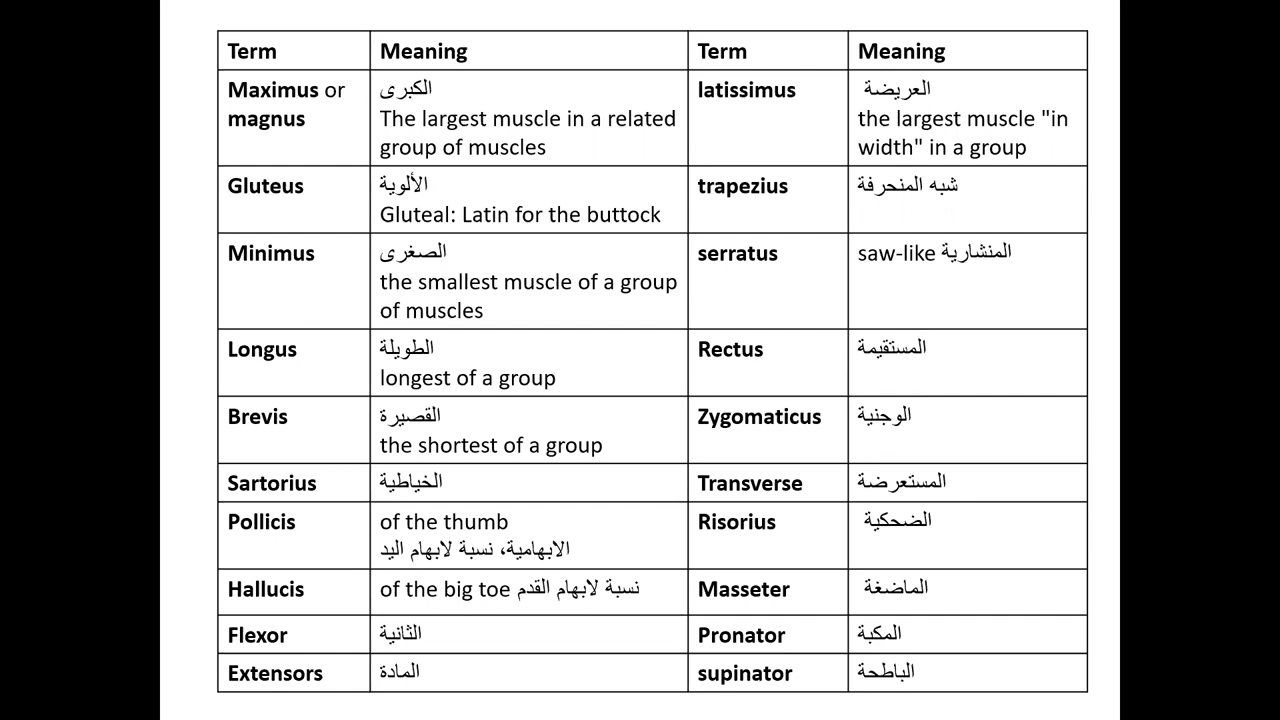 Term Meaning Term Meaning
Maximus or magnus
الكبرى
The largest muscle in a related
group of muscles
latissimus
العريضة
the largest muscle "in
width" in a group
Gluteus
الألوية
Gluteal: Latin for the buttock
trapezius
شبه المنحرفة
Minimus
الصغرى
the smallest muscle of a group
of muscles
serratus
saw-like المنشارية
Longus
الطويلة
longest of a group
Rectus
المستقيمة
Brevis
القصيرة
the shortest of a group
Zygomaticus
الوجنية
Sartorius
الخياطية
Transverse
المستعرضة
Pollicis
of the thumb
الابهامية، نسبة لابهام اليد
Risorius
الضحكية
Hallucis
of the big toe نسبة لابهام القدم
Masseter
الماضغة
Flexor
الثانية
Pronator
المكبة
Extensors
المادة
supinator
الباطحة